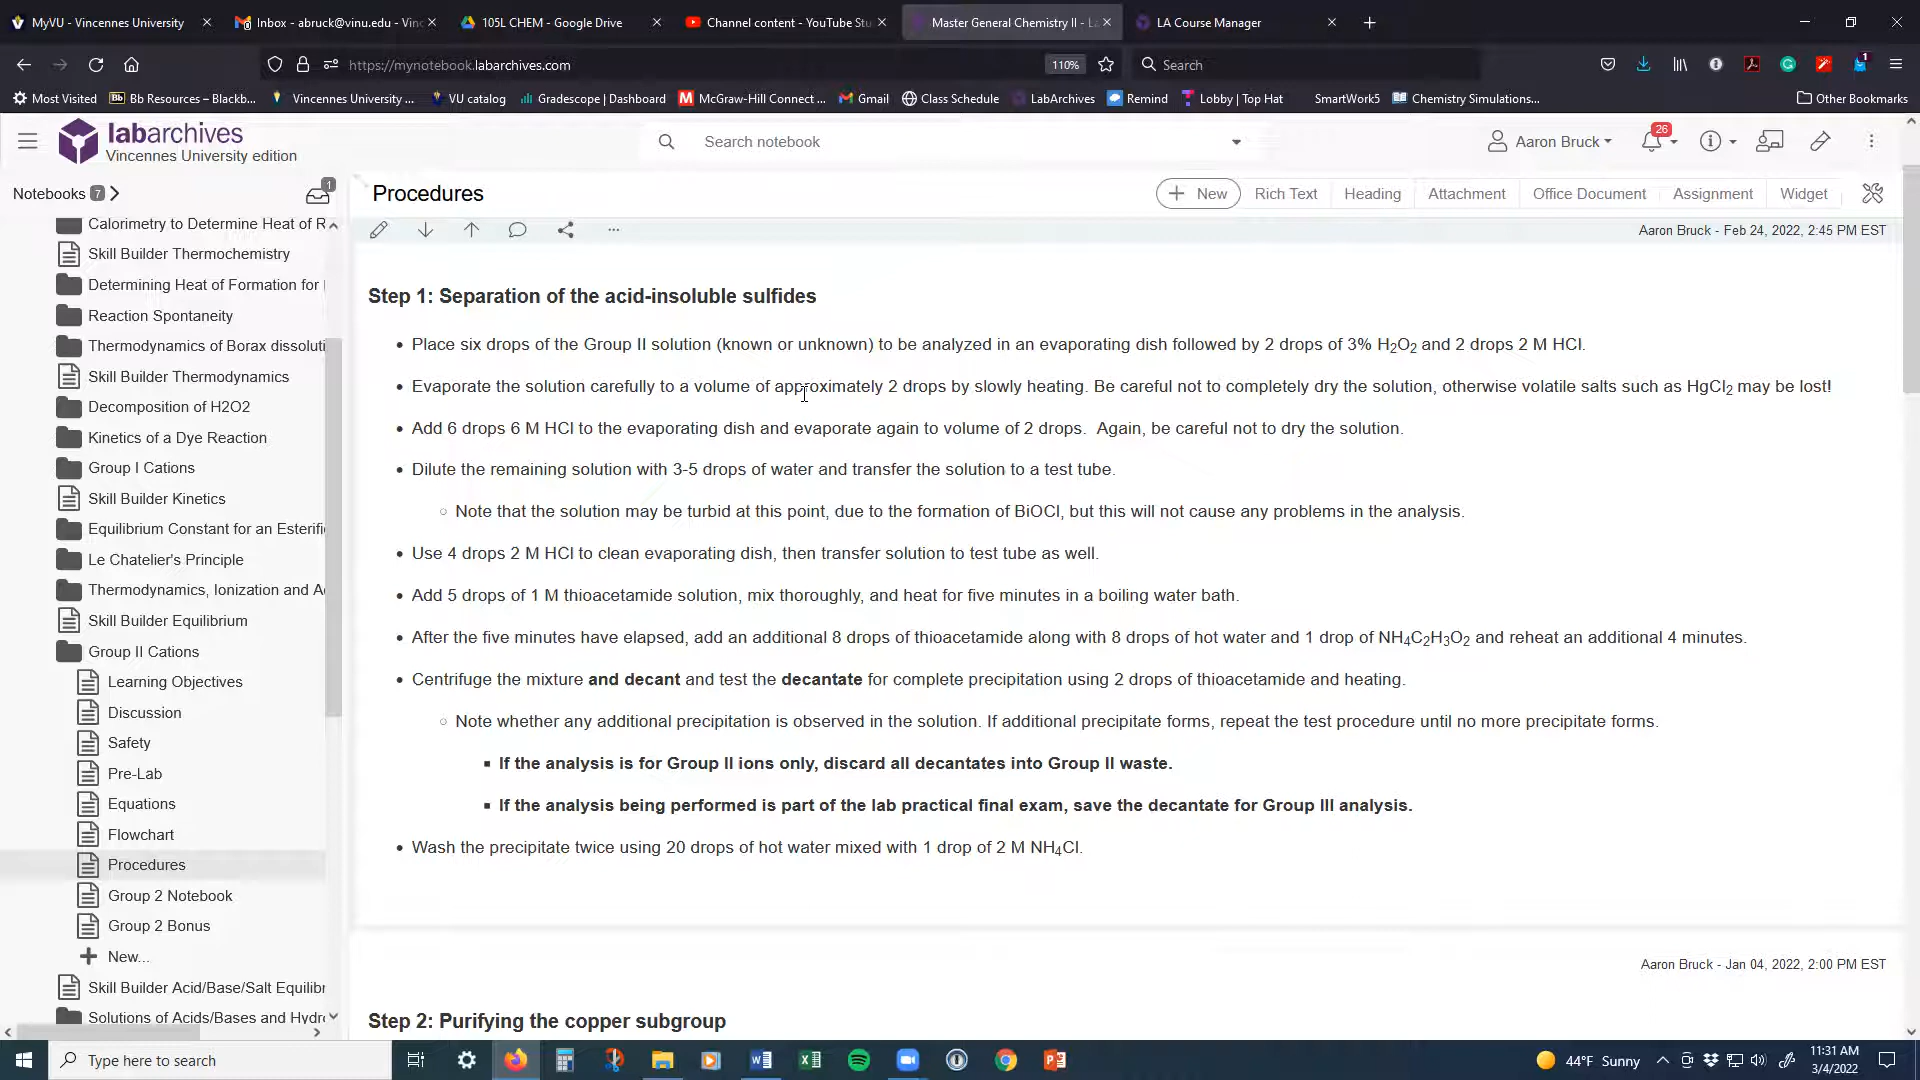 MyVU - Vincennes University
Inbox - abruck@vinu.edu - Vinc
105L CHEM - Google Drive
Channel content - YouTube Stu
Master General Chemistry II - L
LA Course Manager
https://mynotebook.labarchives.com
110%
Search
Most Visited
Bb Resources – Blackb...
Vincennes University ...
VU catalog
Gradescope | Dashboard
McGraw-Hill Connect ...
Gmail
Class Schedule
LabArchives
Remind
Lobby | Top Hat
SmartWork5
Chemistry Simulations...
Other Bookmarks
labarchives
Vincennes University edition
Search notebook
Aaron Bruck
26
Notebooks 7
1
Procedures
New
Rich Text
Heading
Attachment
Office Document
Assignment
Widget
Calorimetry to Determine Heat of R
Skill Builder Thermochemistry
Determining Heat of Formation for
Reaction Spontaneity
Thermodynamics of Borax dissoluti
Skill Builder Thermodynamics
Decomposition of H2O2
Kinetics of a Dye Reaction
Group I Cations
Skill Builder Kinetics
Equilibrium Constant for an Esterifi
Le Chatelier's Principle
Thermodynamics, Ionization and A
Skill Builder Equilibrium
Group II Cations
Learning Objectives
Discussion
Safety
Pre-Lab
Equations
Flowchart
Procedures
Group 2 Notebook
Group 2 Bonus
New...
Skill Builder Acid/Base/Salt Equilibr
Solutions of Acids/Bases and Hydr
Aaron Bruck - Feb 24, 2022, 2:45 PM EST
Step 1: Separation of the acid-insoluble sulfides
• Place six drops of the Group II solution (known or unknown) to be analyzed in an evaporating dish followed by 2 drops of 3% H₂O₂ and 2 drops 2 M HCl.
• Evaporate the solution carefully to a volume of approximately 2 drops by slowly heating. Be careful not to completely dry the solution, otherwise volatile salts such as HgCl₂ may be lost!
• Add 6 drops 6 M HCl to the evaporating dish and evaporate again to volume of 2 drops. Again, be careful not to dry the solution.
• Dilute the remaining solution with 3-5 drops of water and transfer the solution to a test tube.
○ Note that the solution may be turbid at this point, due to the formation of BiOCl, but this will not cause any problems in the analysis.
• Use 4 drops 2 M HCl to clean evaporating dish, then transfer solution to test tube as well.
• Add 5 drops of 1 M thioacetamide solution, mix thoroughly, and heat for five minutes in a boiling water bath.
• After the five minutes have elapsed, add an additional 8 drops of thioacetamide along with 8 drops of hot water and 1 drop of NH₄C₂H₃O₂ and reheat an additional 4 minutes.
• Centrifuge the mixture and decant and test the decantate for complete precipitation using 2 drops of thioacetamide and heating.
○ Note whether any additional precipitation is observed in the solution. If additional precipitate forms, repeat the test procedure until no more precipitate forms.
▪ If the analysis is for Group II ions only, discard all decantates into Group II waste.
▪ If the analysis being performed is part of the lab practical final exam, save the decantate for Group III analysis.
• Wash the precipitate twice using 20 drops of hot water mixed with 1 drop of 2 M NH₄Cl.
Aaron Bruck - Jan 04, 2022, 2:00 PM EST
Step 2: Purifying the copper subgroup
Type here to search
44°F Sunny
11:31 AM
3/4/2022